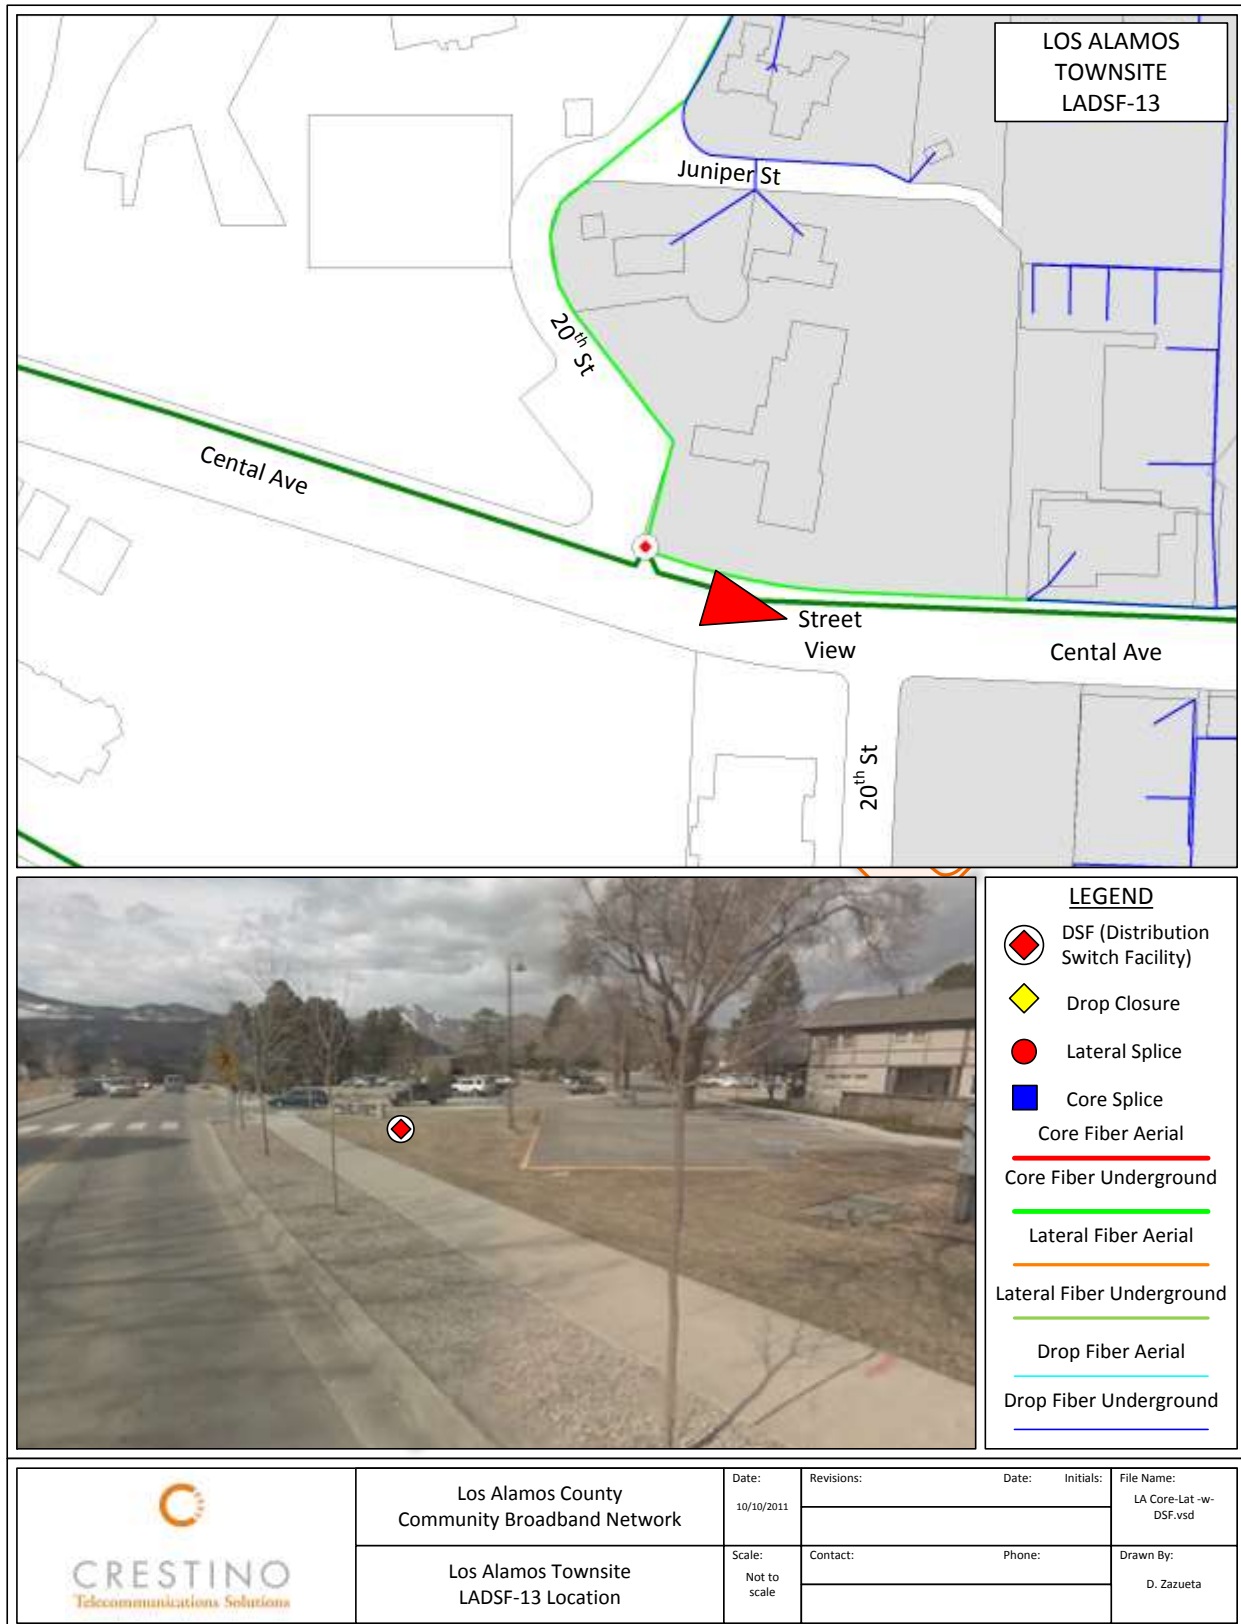 LOS ALAMOS
TOWNSITE
LADSF-13
Juniper St
20th St
Cental Ave
Street
View
Cental Ave
20th St
LEGEND
DSF (Distribution
Switch Facility)
Drop Closure
Lateral Splice
Core Splice
Core Fiber Aerial
Core Fiber Underground
Lateral Fiber Aerial
Lateral Fiber Underground
Drop Fiber Aerial
Drop Fiber Underground
CRESTINO
Telecommunications Solutions
Los Alamos County
Community Broadband Network
Los Alamos Townsite
LADSF-13 Location
Date:
10/10/2011
Revisions:
Date:
Initials:
File Name:
LA Core-Lat -w-
DSF.vsd
Scale:
Not to
scale
Contact:
Phone:
Drawn By:
D. Zazueta